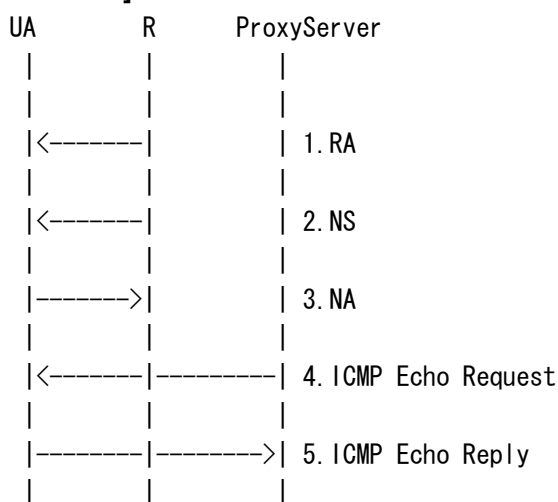 UA R ProxyServer
| | |
| | |
|<-------| | 1.RA
| | |
|<-------| | 2.NS
| | |
|------->| | 3.NA
| | |
|<-------|---------| 4.ICMP Echo Request
| | |
|--------|-------->| 5.ICMP Echo Reply
| | |